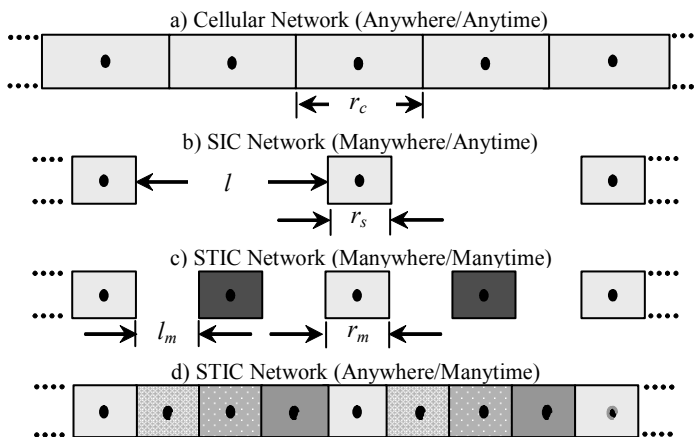 a) Cellular Network (Anywhere/Anytime)
r_c
b) SIC Network (Manywhere/Anytime)
l
r_s
c) STIC Network (Manywhere/Manytime)
l_m
r_m
d) STIC Network (Anywhere/Manytime)